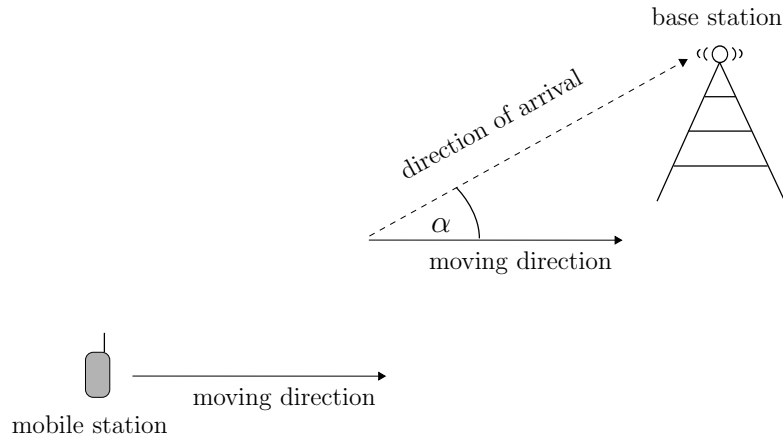 base station
direction of arrival
α
moving direction
moving direction
mobile station